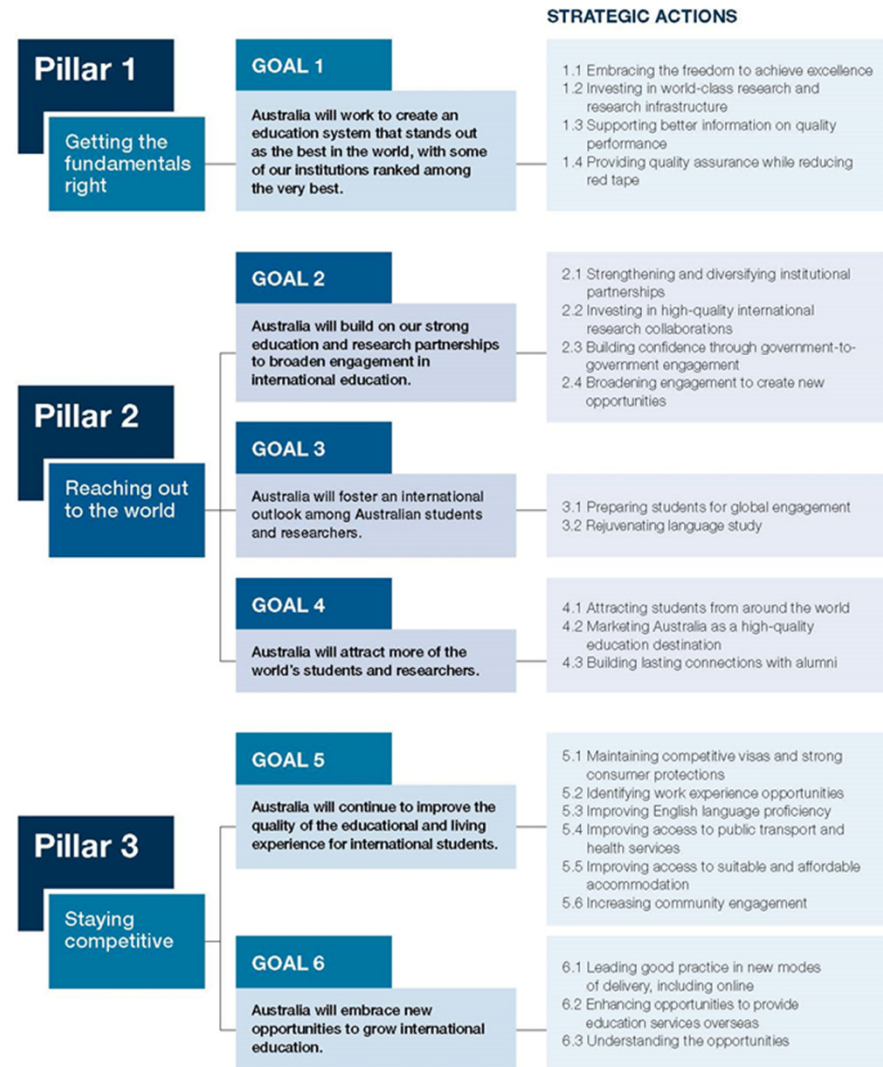 STRATEGIC ACTIONS
Pillar 1
Getting the
fundamentals
right
GOAL 1
Australia will work to create an
education system that stands out
as the best in the world, with some
of our institutions ranked among
the very best.
1.1 Embracing the freedom to achieve excellence
1.2 Investing in world-class research and
research infrastructure
1.3 Supporting better information on quality
performance
1.4 Providing quality assurance while reducing
red tape
Pillar 2
Reaching out
to the world
GOAL 2
Australia will build on our strong
education and research partnerships
to broaden engagement in
international education.
2.1 Strengthening and diversifying institutional
partnerships
2.2 Investing in high-quality international
research collaborations
2.3 Building confidence through government-to-
government engagement
2.4 Broadening engagement to create new
opportunities
GOAL 3
Australia will foster an international
outlook among Australian students
and researchers.
3.1 Preparing students for global engagement
3.2 Rejuvenating language study
GOAL 4
Australia will attract more of the
world's students and researchers.
4.1 Attracting students from around the world
4.2 Marketing Australia as a high-quality
education destination
4.3 Building lasting connections with alumni
Pillar 3
Staying
competitive
GOAL 5
Australia will continue to improve the
quality of the educational and living
experience for international students.
5.1 Maintaining competitive visas and strong
consumer protections
5.2 Identifying work experience opportunities
5.3 Improving English language proficiency
5.4 Improving access to public transport and
health services
5.5 Improving access to suitable and affordable
accommodation
5.6 Increasing community engagement
GOAL 6
Australia will embrace new
opportunities to grow international
education.
6.1 Leading good practice in new modes
of delivery, including online
6.2 Enhancing opportunities to provide
education services overseas
6.3 Understanding the opportunities